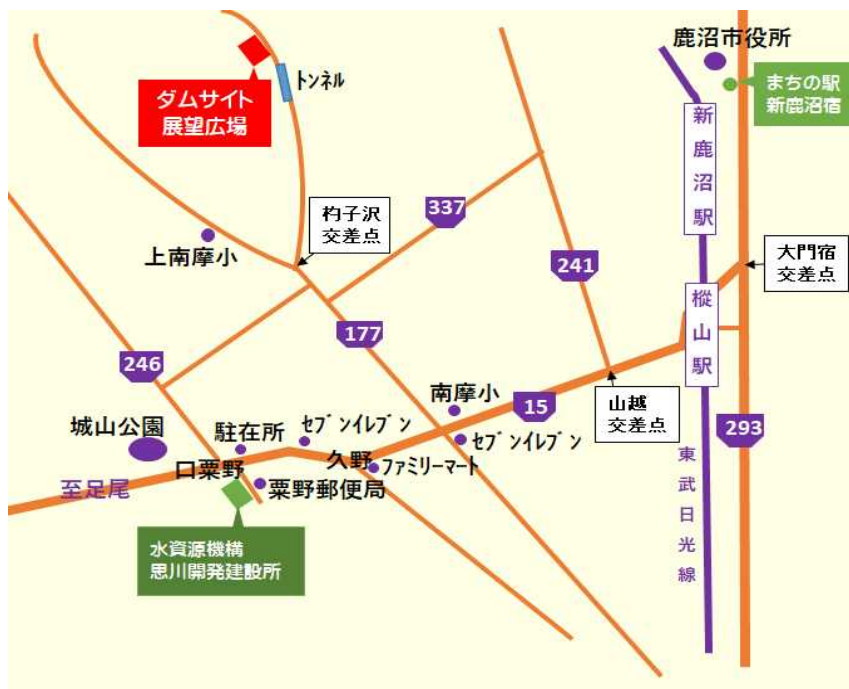 鹿沼市役所
まちの駅
新鹿沼宿
ダムサイト
展望広場
トンネル
新鹿沼駅
杓子沢
交差点
337
上南摩小
241
大門宿
交差点
樅山駅
177
246
南摩小
15
山越
交差点
293
城山公園
駐在所
セブンイレブン
セブンイレブン
久野
ファミリーマート
口粟野
粟野郵便局
至足尾
東武日光線
水資源機構
思川開発建設所